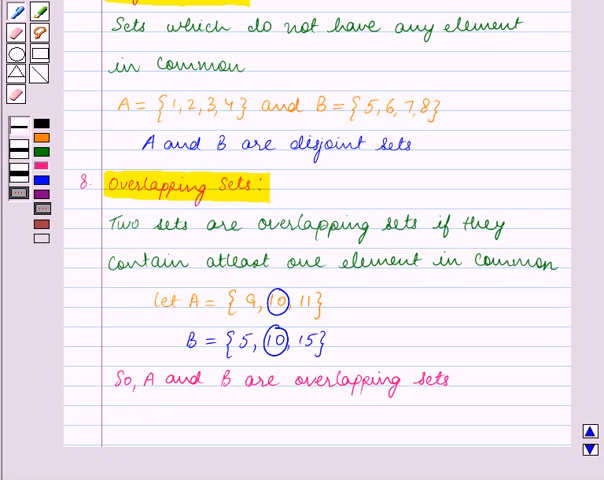 Sets which do not have any element
in common
A = {1, 2, 3, 4} and B = {5, 6, 7, 8}
A and B are disjoint sets
8. Overlapping Sets:
Two sets are overlapping sets if they
contain atleast one element in common
let A = { 9, 10, 11}
B = {5, 10, 15}
So, A and B are overlapping sets